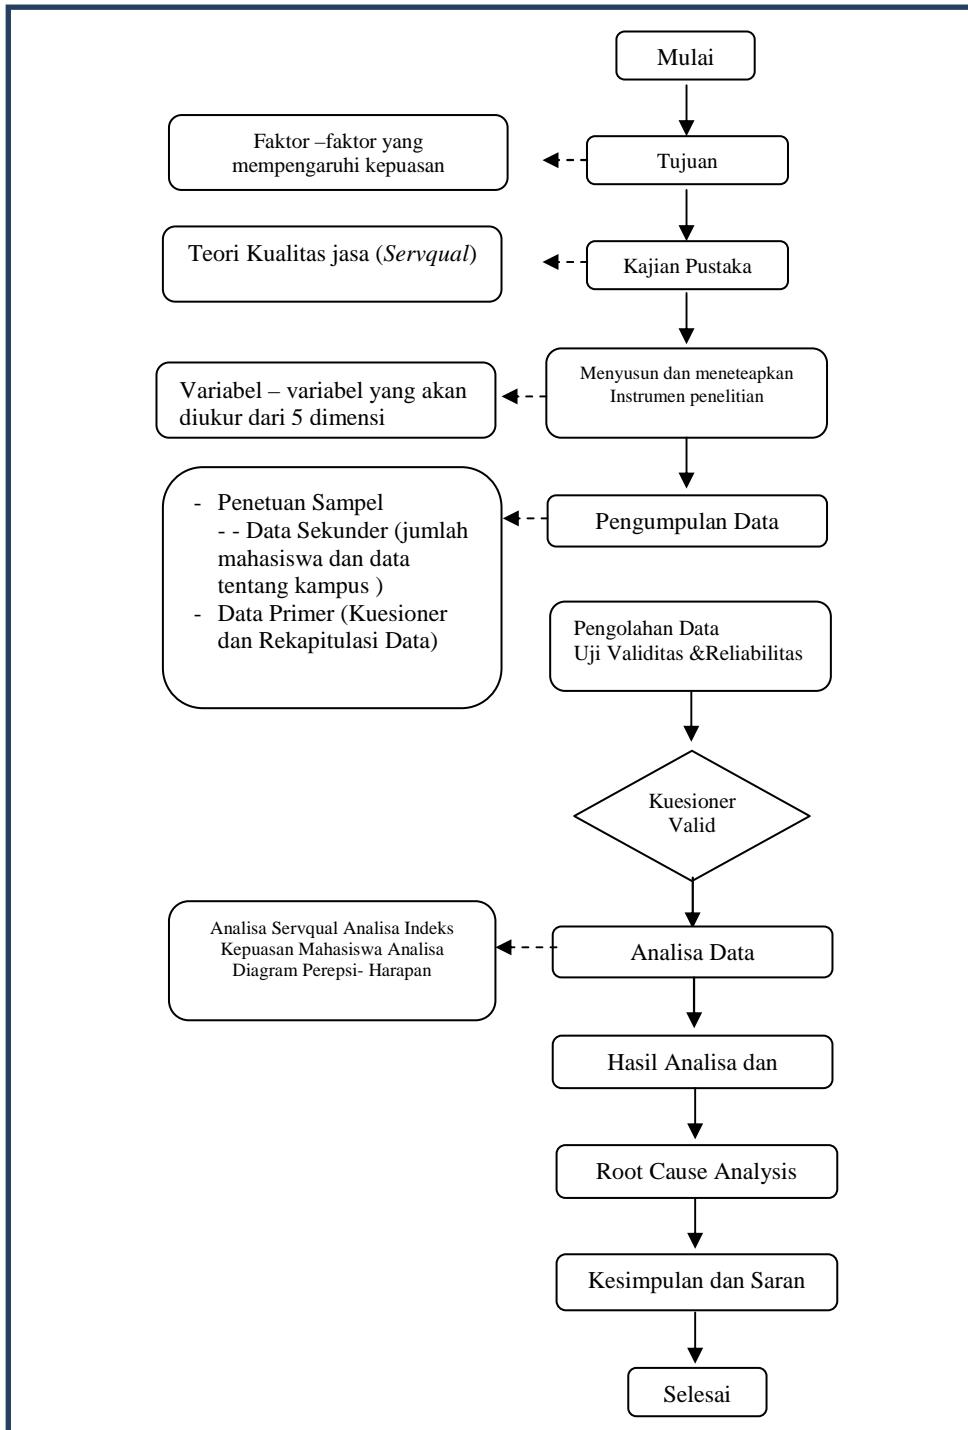 Mulai
Faktor –faktor yang
mempengaruhi kepuasan
Tujuan
Teori Kualitas jasa (Servqual)
Kajian Pustaka
Menyusun dan meneteapkan
Instrumen penelitian
Variabel – variabel yang akan
diukur dari 5 dimensi
- Penetuan Sampel
- - Data Sekunder (jumlah
mahasiswa dan data
tentang kampus )
- Data Primer (Kuesioner
dan Rekapitulasi Data)
Pengumpulan Data
Pengolahan Data
Uji Validitas &Reliabilitas
Kuesioner
Valid
Analisa Servqual Analisa Indeks
Kepuasan Mahasiswa Analisa
Diagram Perepsi- Harapan
Analisa Data
Hasil Analisa dan
Root Cause Analysis
Kesimpulan dan Saran
Selesai